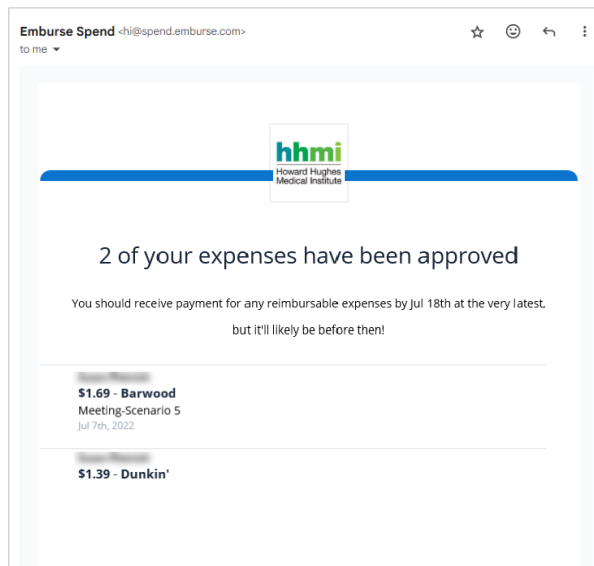 Emburse Spend <hi@spend.emburse.com>
to me
hhmi
Howard Hughes
Medical Institute
2 of your expenses have been approved
You should receive payment for any reimbursable expenses by Jul 18th at the very latest,
but it'll likely be before then!
$1.69 - Barwood
Meeting-Scenario 5
Jul 7th, 2022
$1.39 - Dunkin'